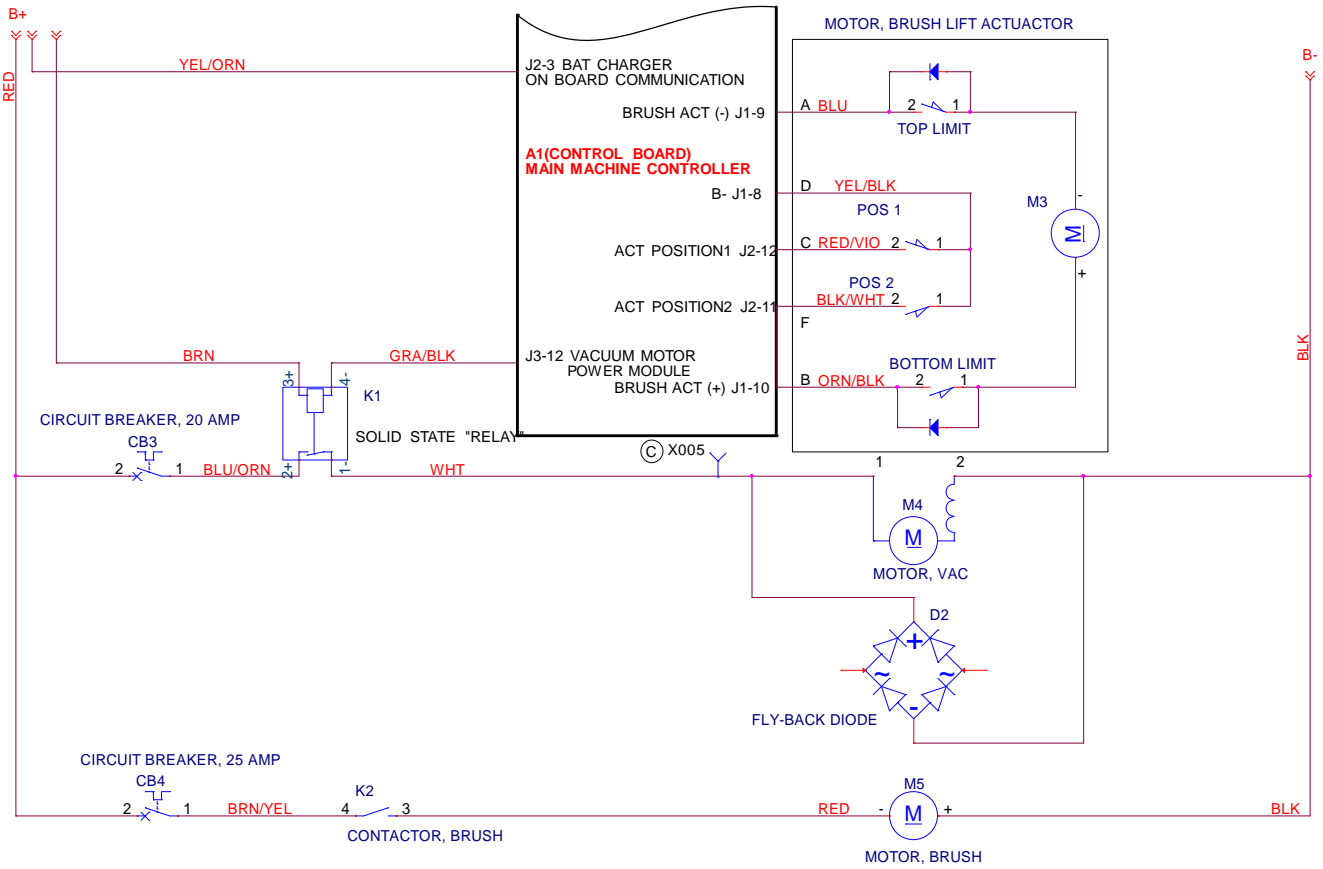 B+
B-
MOTOR, BRUSH LIFT ACTUACTOR
RED
YEL/ORN
J2-3 BAT CHARGER
ON BOARD COMMUNICATION
BRUSH ACT (-) J1-9
A BLU
2 1
TOP LIMIT
A1(CONTROL BOARD)
MAIN MACHINE CONTROLLER
B- J1-8
D YEL/BLK
POS 1
M3
-
M
+
ACT POSITION1 J2-12
C RED/VIO 2 1
POS 2
ACT POSITION2 J2-11
BLK/WHT 2 1
F
BLK
BRN
GRA/BLK
J3-12 VACUUM MOTOR
POWER MODULE
BRUSH ACT (+) J1-10
B ORN/BLK
BOTTOM LIMIT
2 1
3+ 4-
K1
SOLID STATE "RELAY"
2+ 1-
CIRCUIT BREAKER, 20 AMP
CB3
2 1 BLU/ORN
WHT
C X005
1 2
M4
M
MOTOR, VAC
D2
+
~ ~
-
FLY-BACK DIODE
CIRCUIT BREAKER, 25 AMP
CB4
2 1 BRN/YEL
K2
4 3
CONTACTOR, BRUSH
RED
M5
- M +
MOTOR, BRUSH
BLK